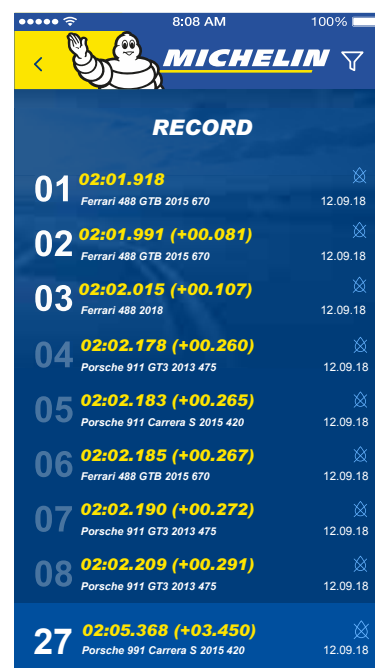 8:08 AM 100%
MICHELIN
RECORD
01 02:01.918
Ferrari 488 GTB 2015 670 12.09.18
02 02:01.991 (+00.081)
Ferrari 488 GTB 2015 670 12.09.18
03 02:02.015 (+00.107)
Ferrari 488 2018 12.09.18
04 02:02.178 (+00.260)
Porsche 911 GT3 2013 475 12.09.18
05 02:02.183 (+00.265)
Porsche 911 Carrera S 2015 420 12.09.18
06 02:02.185 (+00.267)
Ferrari 488 GTB 2015 670 12.09.18
07 02:02.190 (+00.272)
Porsche 911 GT3 2013 475 12.09.18
08 02:02.209 (+00.291)
Porsche 911 GT3 2013 475 12.09.18
27 02:05.368 (+03.450)
Porsche 991 Carrera S 2015 420 12.09.18